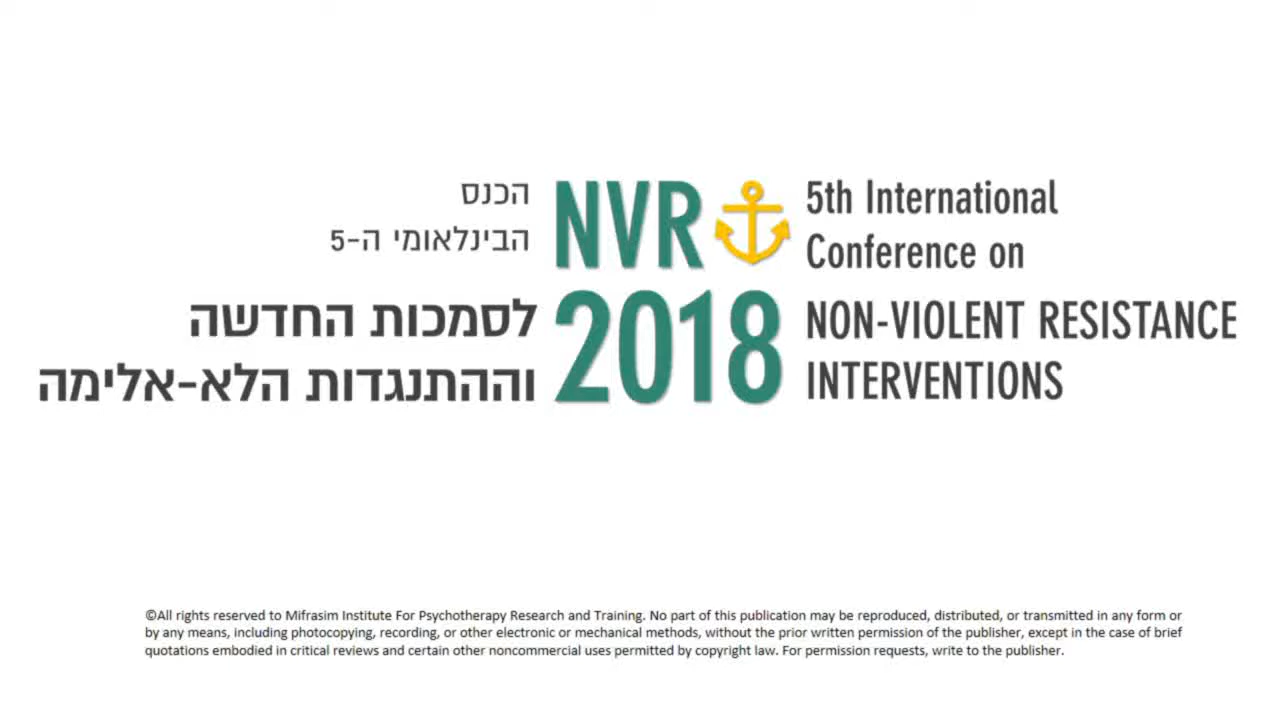 הכנס
הבינלאומי ה-5
לסמכות החדשה
וההתנגדות הלא-אלימה
NVR
2018
5th International
Conference on
NON-VIOLENT RESISTANCE
INTERVENTIONS
©All rights reserved to Mifrasim Institute For Psychotherapy Research and Training. No part of this publication may be reproduced, distributed, or transmitted in any form or
by any means, including photocopying, recording, or other electronic or mechanical methods, without the prior written permission of the publisher, except in the case of brief
quotations embodied in critical reviews and certain other noncommercial uses permitted by copyright law. For permission requests, write to the publisher.